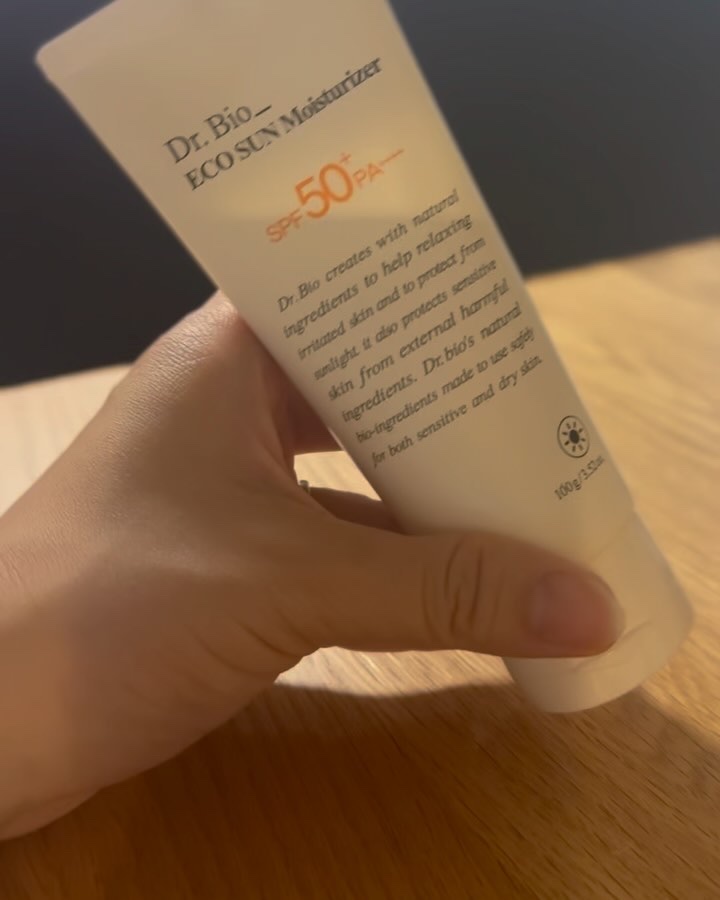 Dr. Bio_
ECO SUN Moisturizer
SPF50+ PA
Dr.Bio creates with natural
ingredients to help relaxing
irritated skin and to protect from
sunlight. it also protects sensitive
skin from external harmful
ingredients. Dr.bio's natural
bio-ingredients made to use safely
for both sensitive and dry skin.
100g/3.52oz.